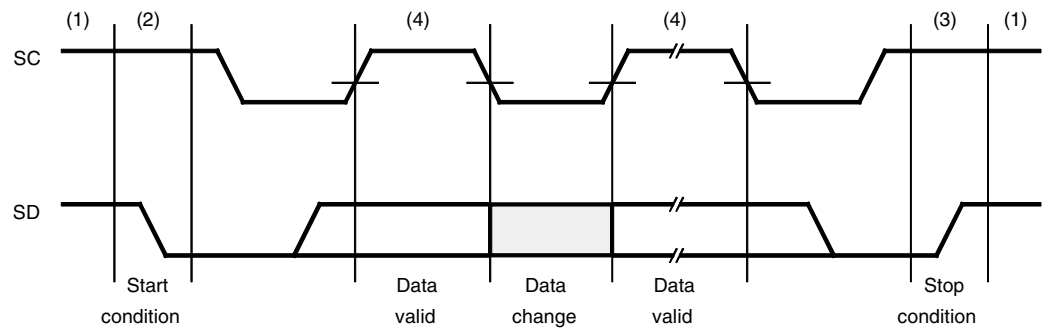 (1) (2) (4) (4) (3) (1)
SC
SD
Start condition
Data valid
Data change
Data valid
Stop condition